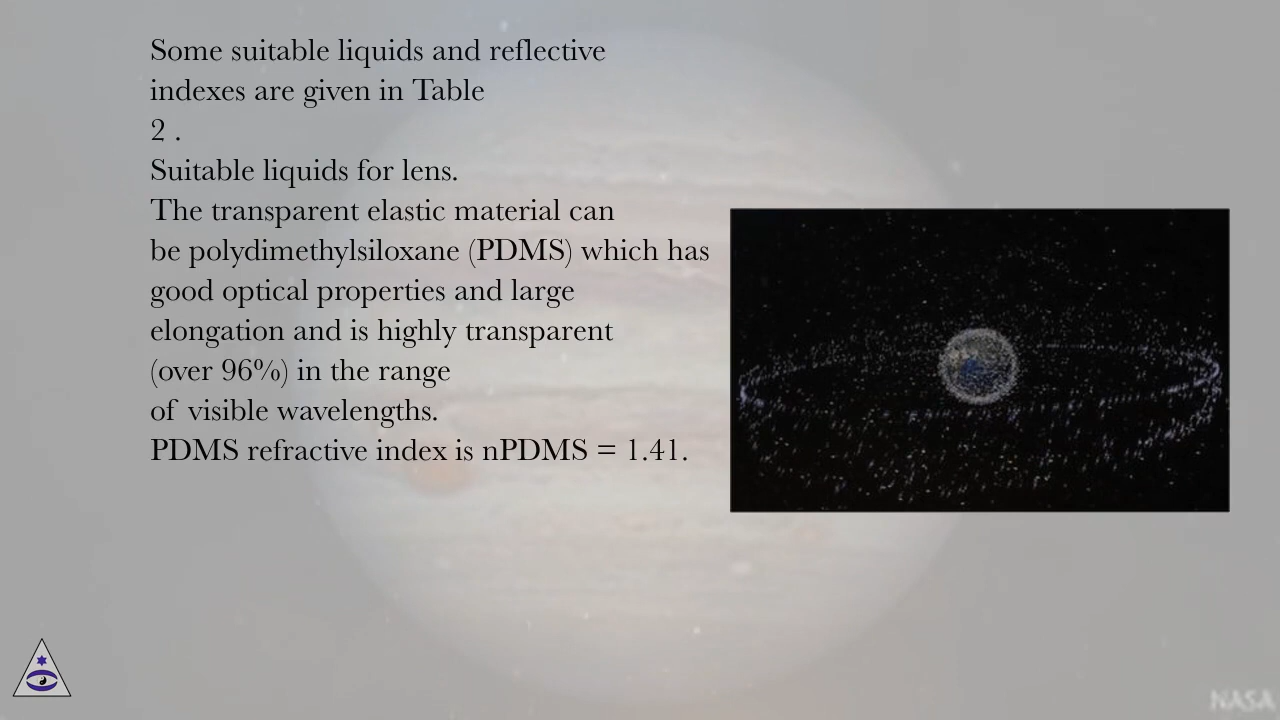 Some suitable liquids and reflective
indexes are given in Table
2 .
Suitable liquids for lens.
The transparent elastic material can
be polydimethylsiloxane (PDMS) which has
good optical properties and large
elongation and is highly transparent
(over 96%) in the range
of visible wavelengths.
PDMS refractive index is nPDMS = 1.41.
NASA